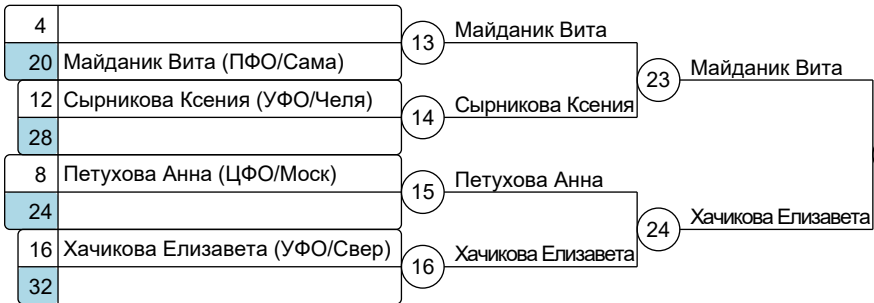 4
13 Майданик Вита
20 Майданик Вита (ПФО/Сама)
23 Майданик Вита
12 Сырникова Ксения (УФО/Челя)
14 Сырникова Ксения
28
8 Петухова Анна (ЦФО/Моск)
15 Петухова Анна
24
24 Хачикова Елизавета
16 Хачикова Елизавета (УФО/Свер)
16 Хачикова Елизавета
32